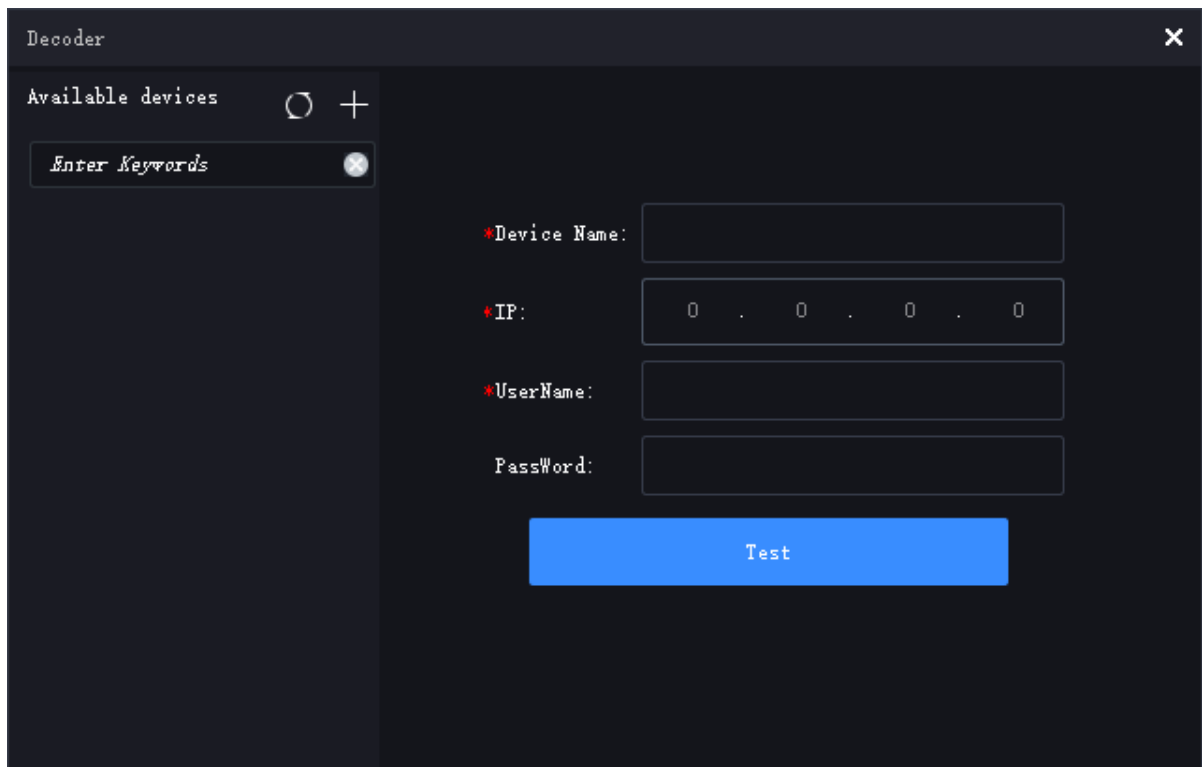 Decoder
Available devices
Enter Keywords
*Device Name:
*IP: 0 . 0 . 0 . 0
*UserName:
PassWord:
Test